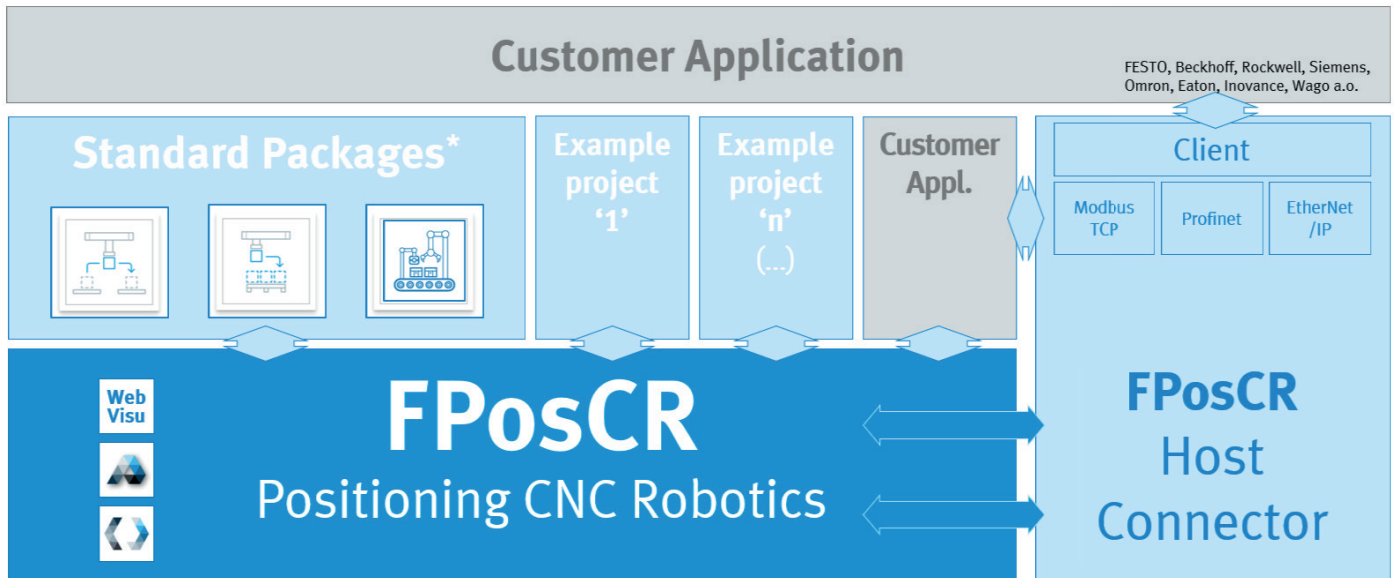 Customer Application
FESTO, Beckhoff, Rockwell, Siemens,
Omron, Eaton, Inovance, Wago a.o.
Standard Packages*
Example
project
‘1’
Example
project
‘n’
(...)
Customer
Appl.
Client
Modbus
TCP
Profinet
EtherNet
/IP
Web
Visu
FPosCR
Positioning CNC Robotics
FPosCR
Host
Connector